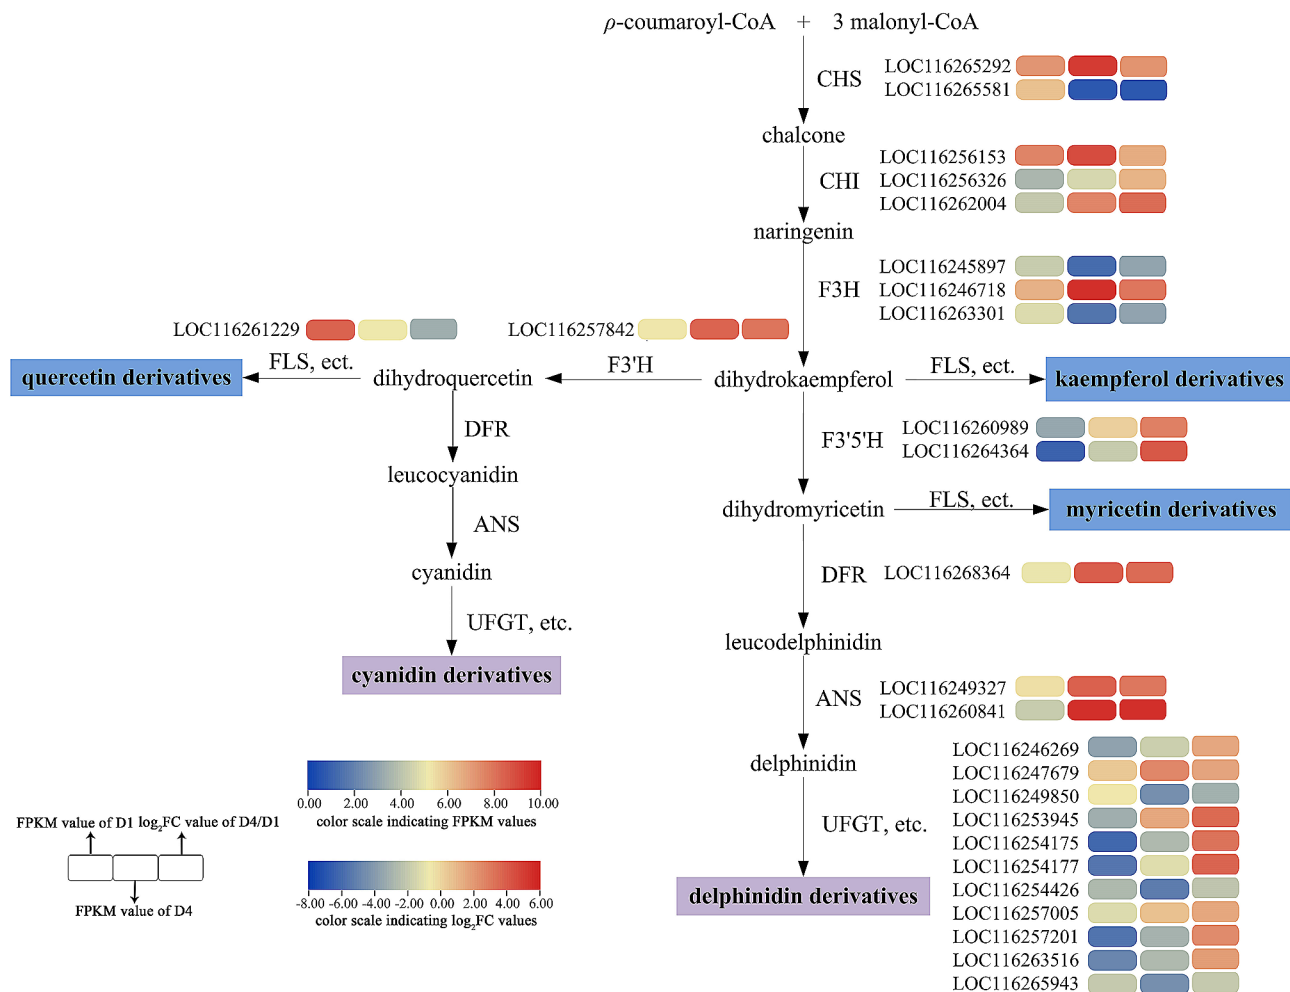 ρ-coumaroyl-CoA + 3 malonyl-CoA
CHS
LOC116265292
LOC116265581
chalcone
CHI
LOC116256153
LOC116256326
LOC116262004
naringenin
F3H
LOC116245897
LOC116246718
LOC116263301
LOC116261229
LOC116257842
quercetin derivatives
FLS, ect.
dihydroquercetin
F3'H
dihydrokaempferol
FLS, ect.
kaempferol derivatives
DFR
F3'5'H
LOC116260989
LOC116264364
leucocyanidin
dihydromyricetin
FLS, ect.
myricetin derivatives
ANS
cyanidin
DFR
LOC116268364
UFGT, etc.
leucodelphinidin
cyanidin derivatives
ANS
LOC116249327
LOC116260841
delphinidin
UFGT, etc.
LOC116246269
LOC116247679
LOC116249850
LOC116253945
LOC116254175
LOC116254177
LOC116254426
LOC116257005
LOC116257201
LOC116263516
LOC116265943
delphinidin derivatives
0.00 2.00 4.00 6.00 8.00 10.00
color scale indicating FPKM values
-8.00 -6.00 -4.00 -2.00 0.00 2.00 4.00 6.00
color scale indicating log₂FC values
FPKM value of D1 log₂FC value of D4/D1
FPKM value of D4